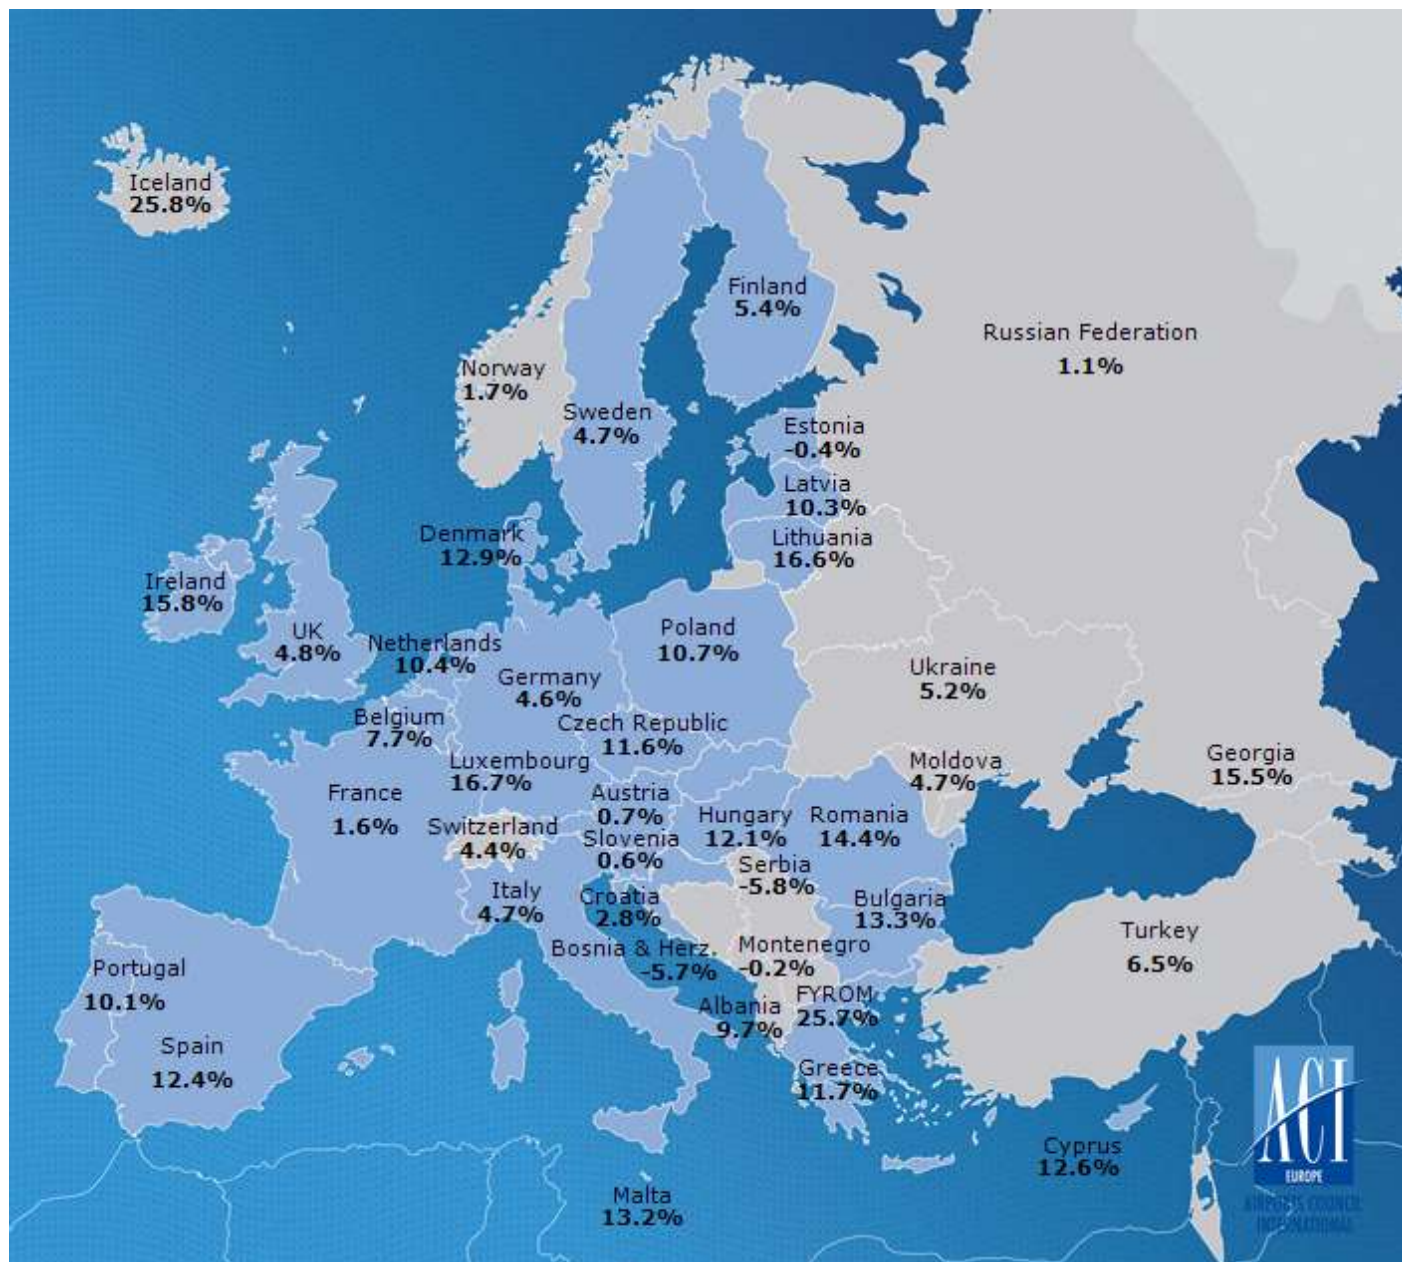 Iceland
25.8%
Finland
5.4%
Russian Federation
1.1%
Norway
1.7%
Sweden
4.7%
Estonia
-0.4%
Latvia
10.3%
Denmark
12.9%
Lithuania
16.6%
Ireland
15.8%
UK
4.8%
Netherlands
10.4%
Poland
10.7%
Germany
4.6%
Ukraine
5.2%
Belgium
7.7%
Czech Republic
11.6%
Luxembourg
16.7%
Moldova
4.7%
Georgia
15.5%
France
1.6%
Austria
0.7%
Switzerland
4.4%
Slovenia
0.6%
Hungary
12.1%
Romania
14.4%
Serbia
-5.8%
Italy
4.7%
Croatia
2.8%
Bulgaria
13.3%
Bosnia & Herz.
-5.7%
Montenegro
-0.2%
Turkey
6.5%
Portugal
10.1%
Albania
9.7%
FYROM
25.7%
Spain
12.4%
Greece
11.7%
Cyprus
12.6%
Malta
13.2%
ACI
EUROPE
AIRPORTS COUNCIL
INTERNATIONAL